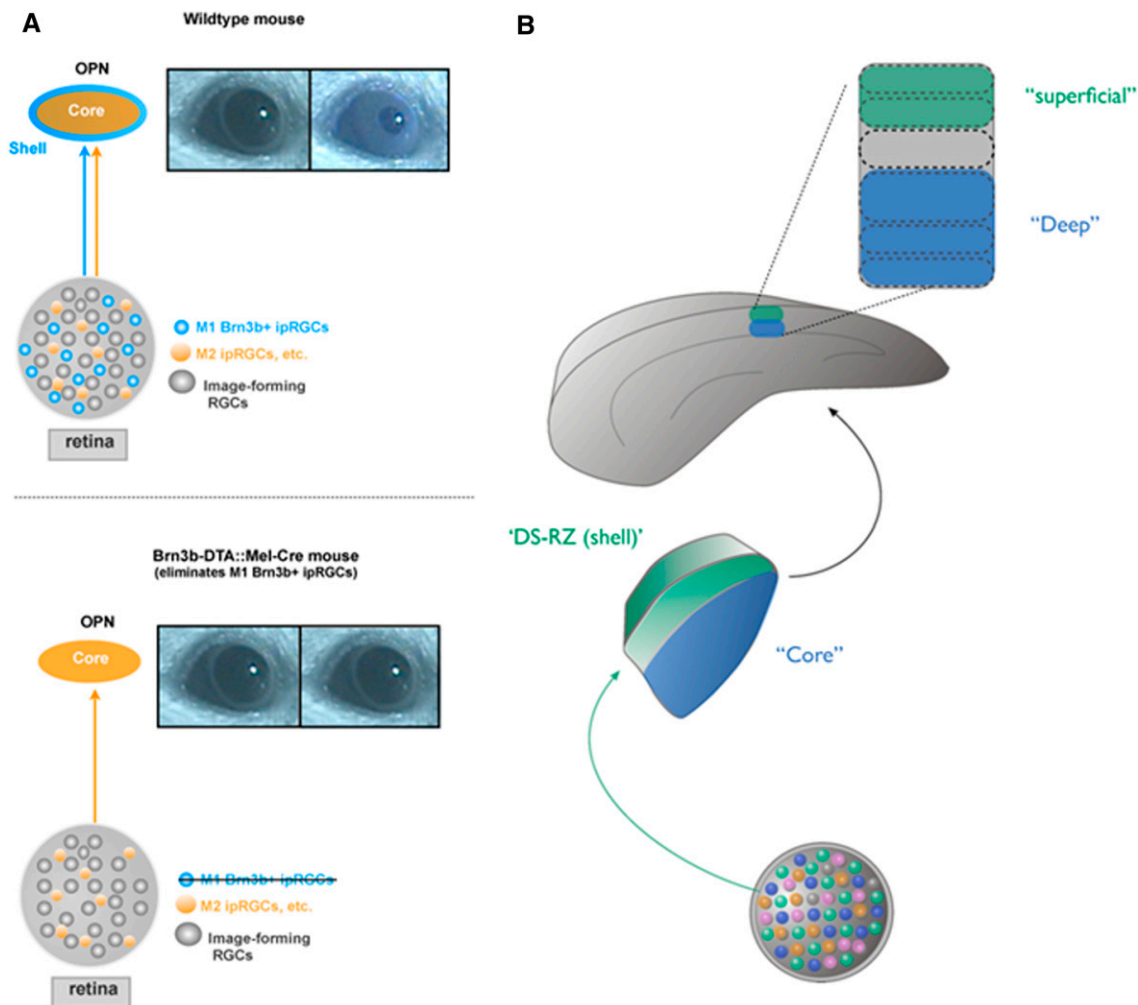 A
Wildtype mouse
OPN
Core
Shell
M1 Brn3b+ ipRGCs
M2 ipRGCs, etc.
Image-forming
RGCs
retina
Brn3b-DTA::Mel-Cre mouse
(eliminates M1 Brn3b+ ipRGCs)
OPN
Core
M1 Brn3b+ ipRGCs
M2 ipRGCs, etc.
Image-forming
RGCs
retina
B
“superficial”
“Deep”
‘DS-RZ (shell)’
“Core”